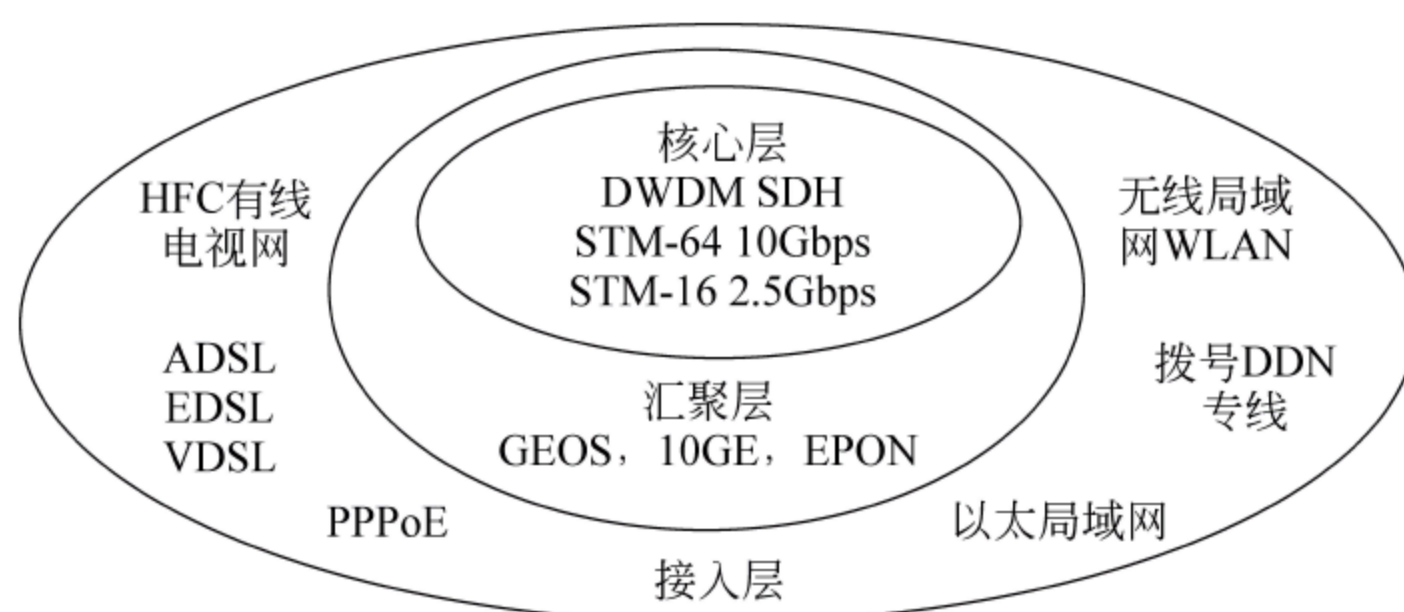 核心层
DWDM SDH
STM-64 10Gbps
STM-16 2.5Gbps
HFC有线
电视网
无线局域
网WLAN
ADSL
EDSL
VDSL
拨号DDN
专线
汇聚层
GEOS，10GE，EPON
PPPoE
以太局域网
接入层